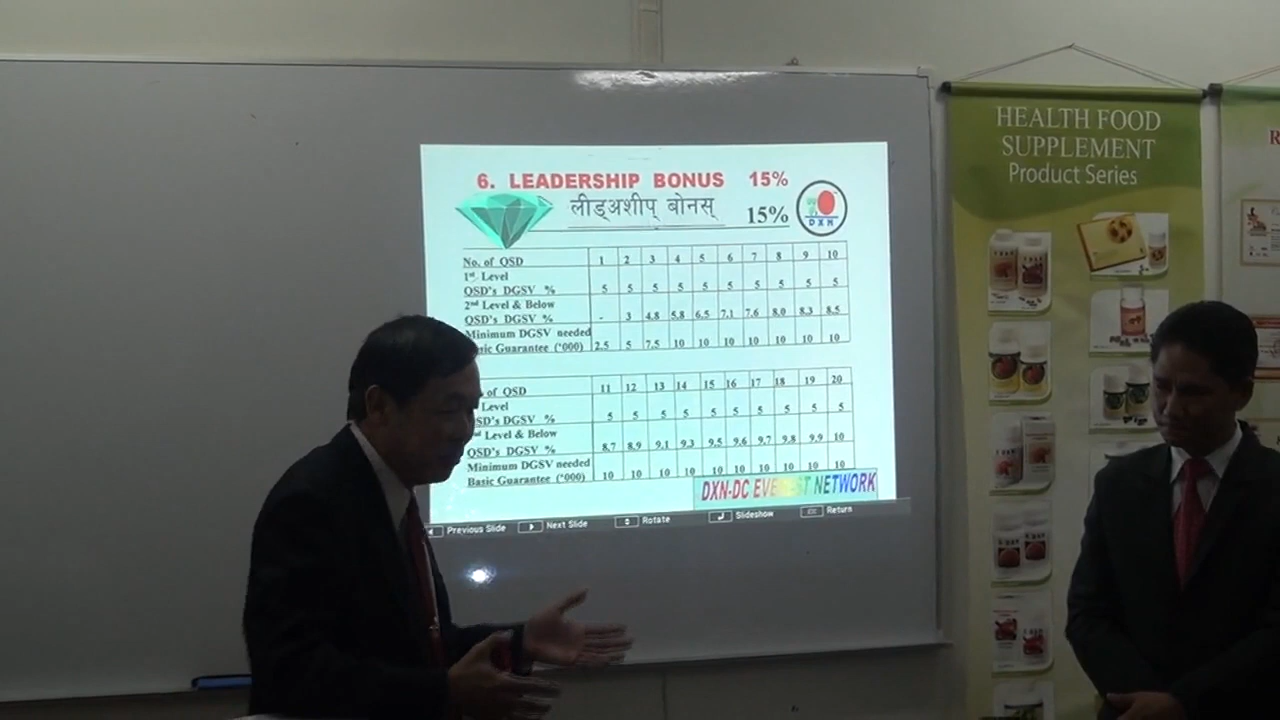 6. LEADERSHIP BONUS 15%
लीड्अशीप् बोनस् 15%
DXN
No. of QSD 1 2 3 4 5 6 7 8 9 10
1st Level
QSD's DGSV % 5 5 5 5 5 5 5 5 5 5
2nd Level & Below
QSD's DGSV % - 3 4.8 5.8 6.5 7.1 7.6 8.0 8.3 8.5
Minimum DGSV needed
Guarantee ('000) 2.5 5 7.5 10 10 10 10 10 10 10
of QSD 11 12 13 14 15 16 17 18 19 20
Level
QSD's DGSV % 5 5 5 5 5 5 5 5 5 5
Level & Below
QSD's DGSV % 8.7 8.9 9.1 9.3 9.5 9.6 9.7 9.8 9.9 10
Minimum DGSV needed
Basic Guarantee ('000) 10 10 10 10 10 10 10 10 10 10
DXN-DC EVEREST NETWORK
Previous Slide Next Slide Rotate Slideshow Return
HEALTH FOOD
SUPPLEMENT
Product Series
R